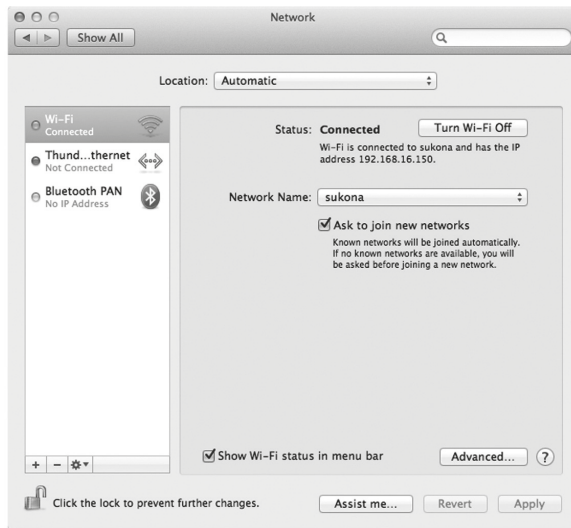 Network
Show All
Location: Automatic
Wi-Fi
Connected
Thund...thernet
Not Connected
Bluetooth PAN
No IP Address
Status: Connected
Turn Wi-Fi Off
Wi-Fi is connected to sukona and has the IP
address 192.168.16.150.
Network Name: sukona
Ask to join new networks
Known networks will be joined automatically.
If no known networks are available, you will
be asked before joining a new network.
Show Wi-Fi status in menu bar
Advanced...
?
+ −
Click the lock to prevent further changes.
Assist me...
Revert
Apply